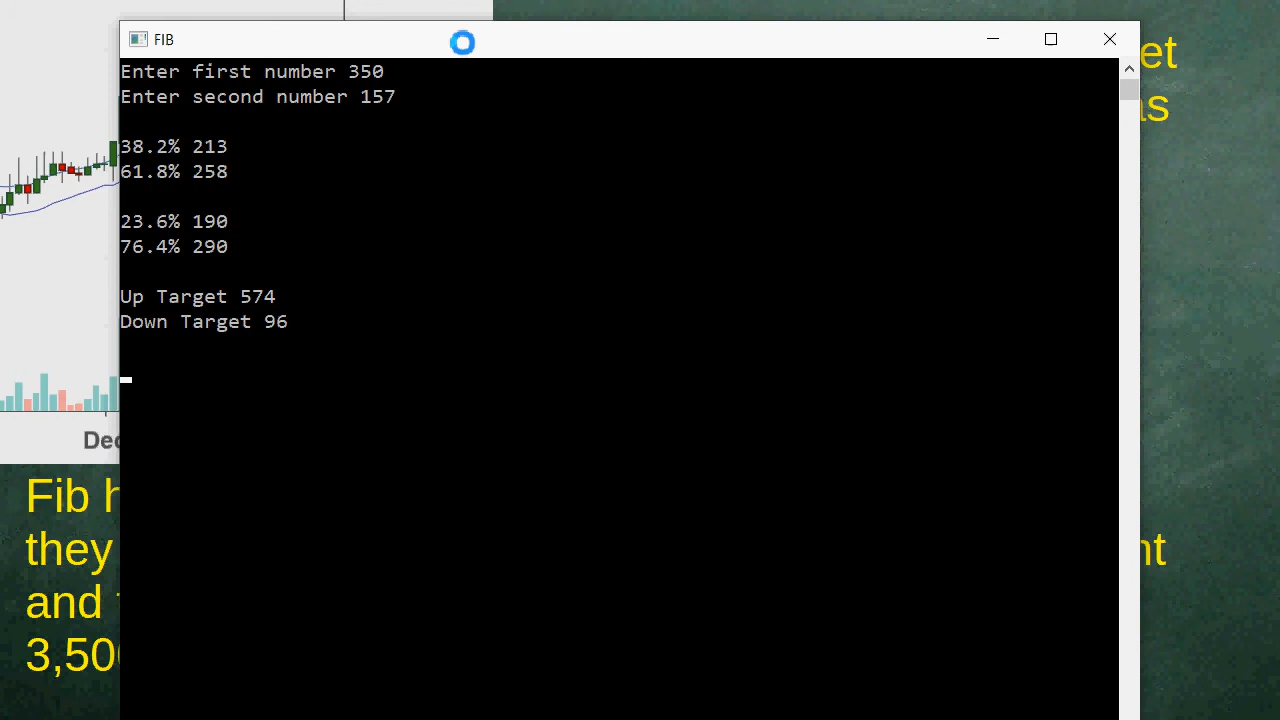 FIB
Enter first number 350
Enter second number 157
38.2% 213
61.8% 258
23.6% 190
76.4% 290
Up Target 574
Down Target 96
Fib
they
and